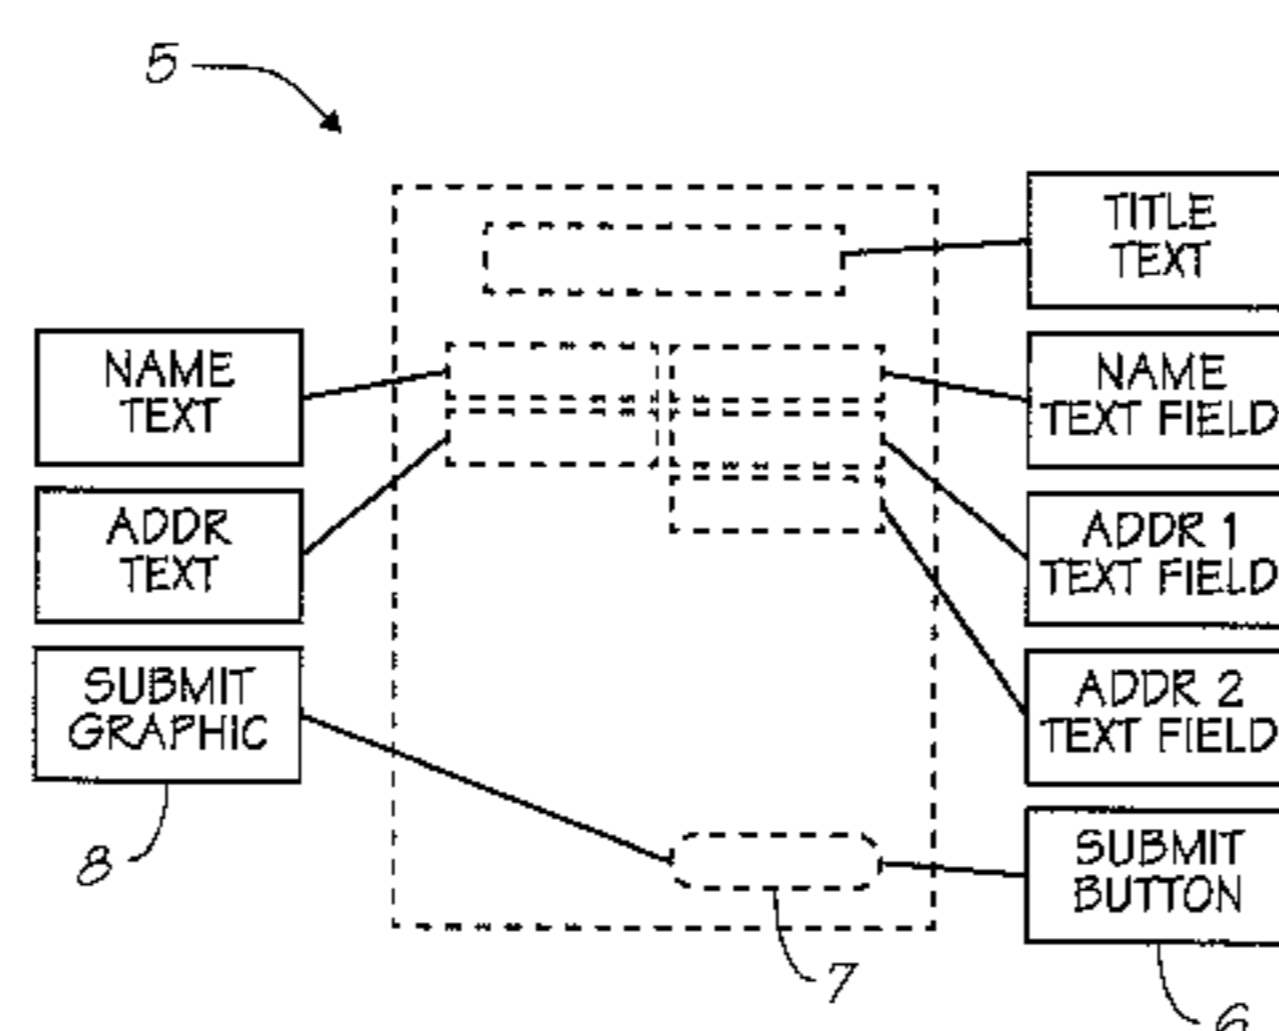 5
TITLE
TEXT
NAME
TEXT
NAME
TEXT FIELD
ADDR
TEXT
ADDR 1
TEXT FIELD
SUBMIT
GRAPHIC
ADDR 2
TEXT FIELD
8
SUBMIT
BUTTON
7
6